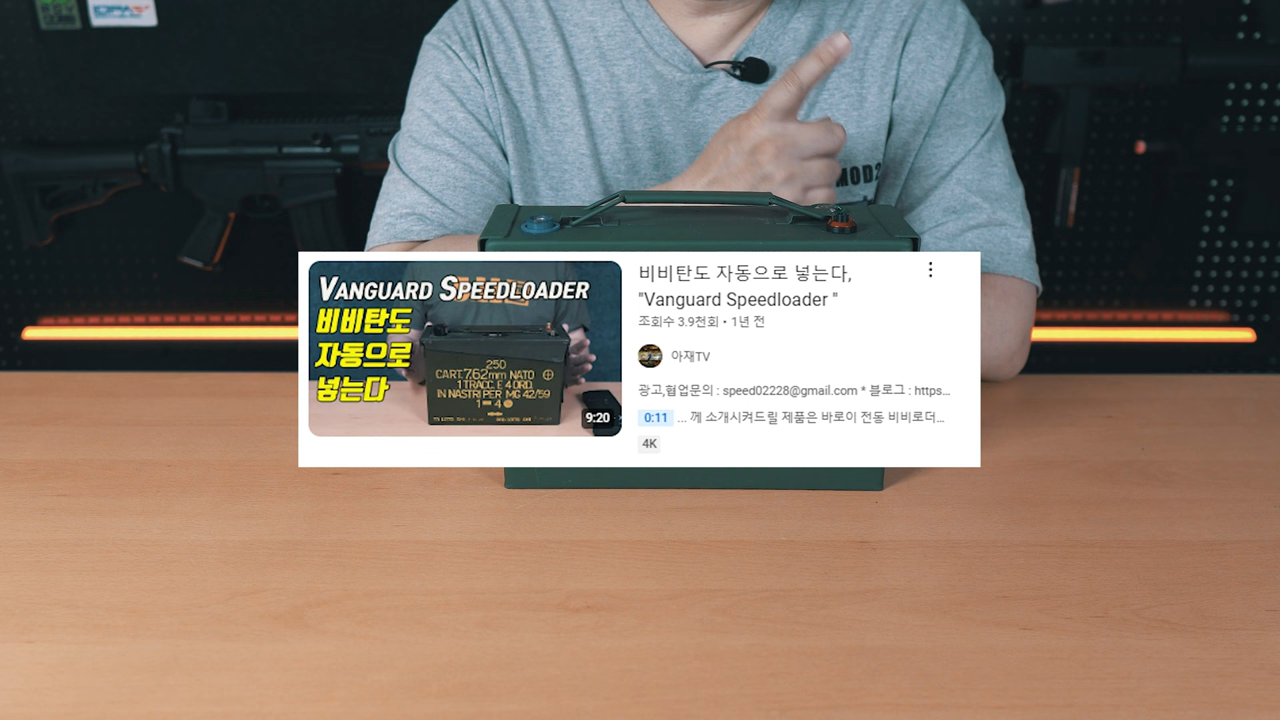 MOD2
VANGUARD SPEEDLOADER
비비탄도
자동으로
넣는다
250
CART.7.62mm NATO
1 TRACC.E 4 ORD.
IN NASTRI PER MG 42/59
1 4
9:20
비비탄도 자동으로 넣는다,
"Vanguard Speedloader "
조회수 3.9천회 • 1년 전
아재TV
광고,협업문의 : speed02228@gmail.com * 블로그 : https...
0:11 ... 께 소개시켜드릴 제품은 바로이 전동 비비로더...
4K